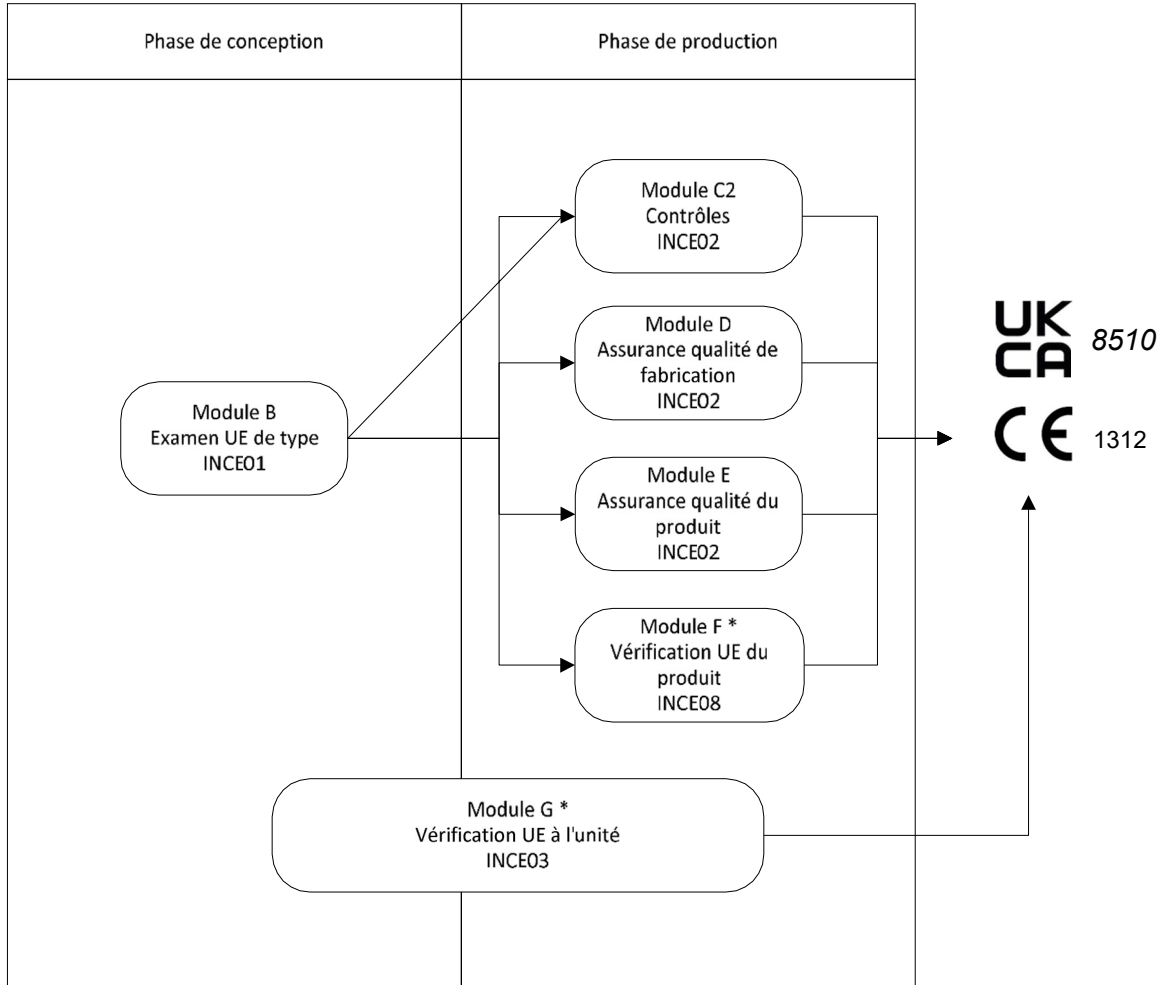 Phase de conception
Phase de production
Module C2
Contrôles
INCE02
Module D
Assurance qualité de
fabrication
INCE02
Module B
Examen UE de type
INCE01
Module E
Assurance qualité du
produit
INCE02
Module F *
Vérification UE du
produit
INCE08
Module G *
Vérification UE à l'unité
INCE03
UK
CA
8510
CE
1312